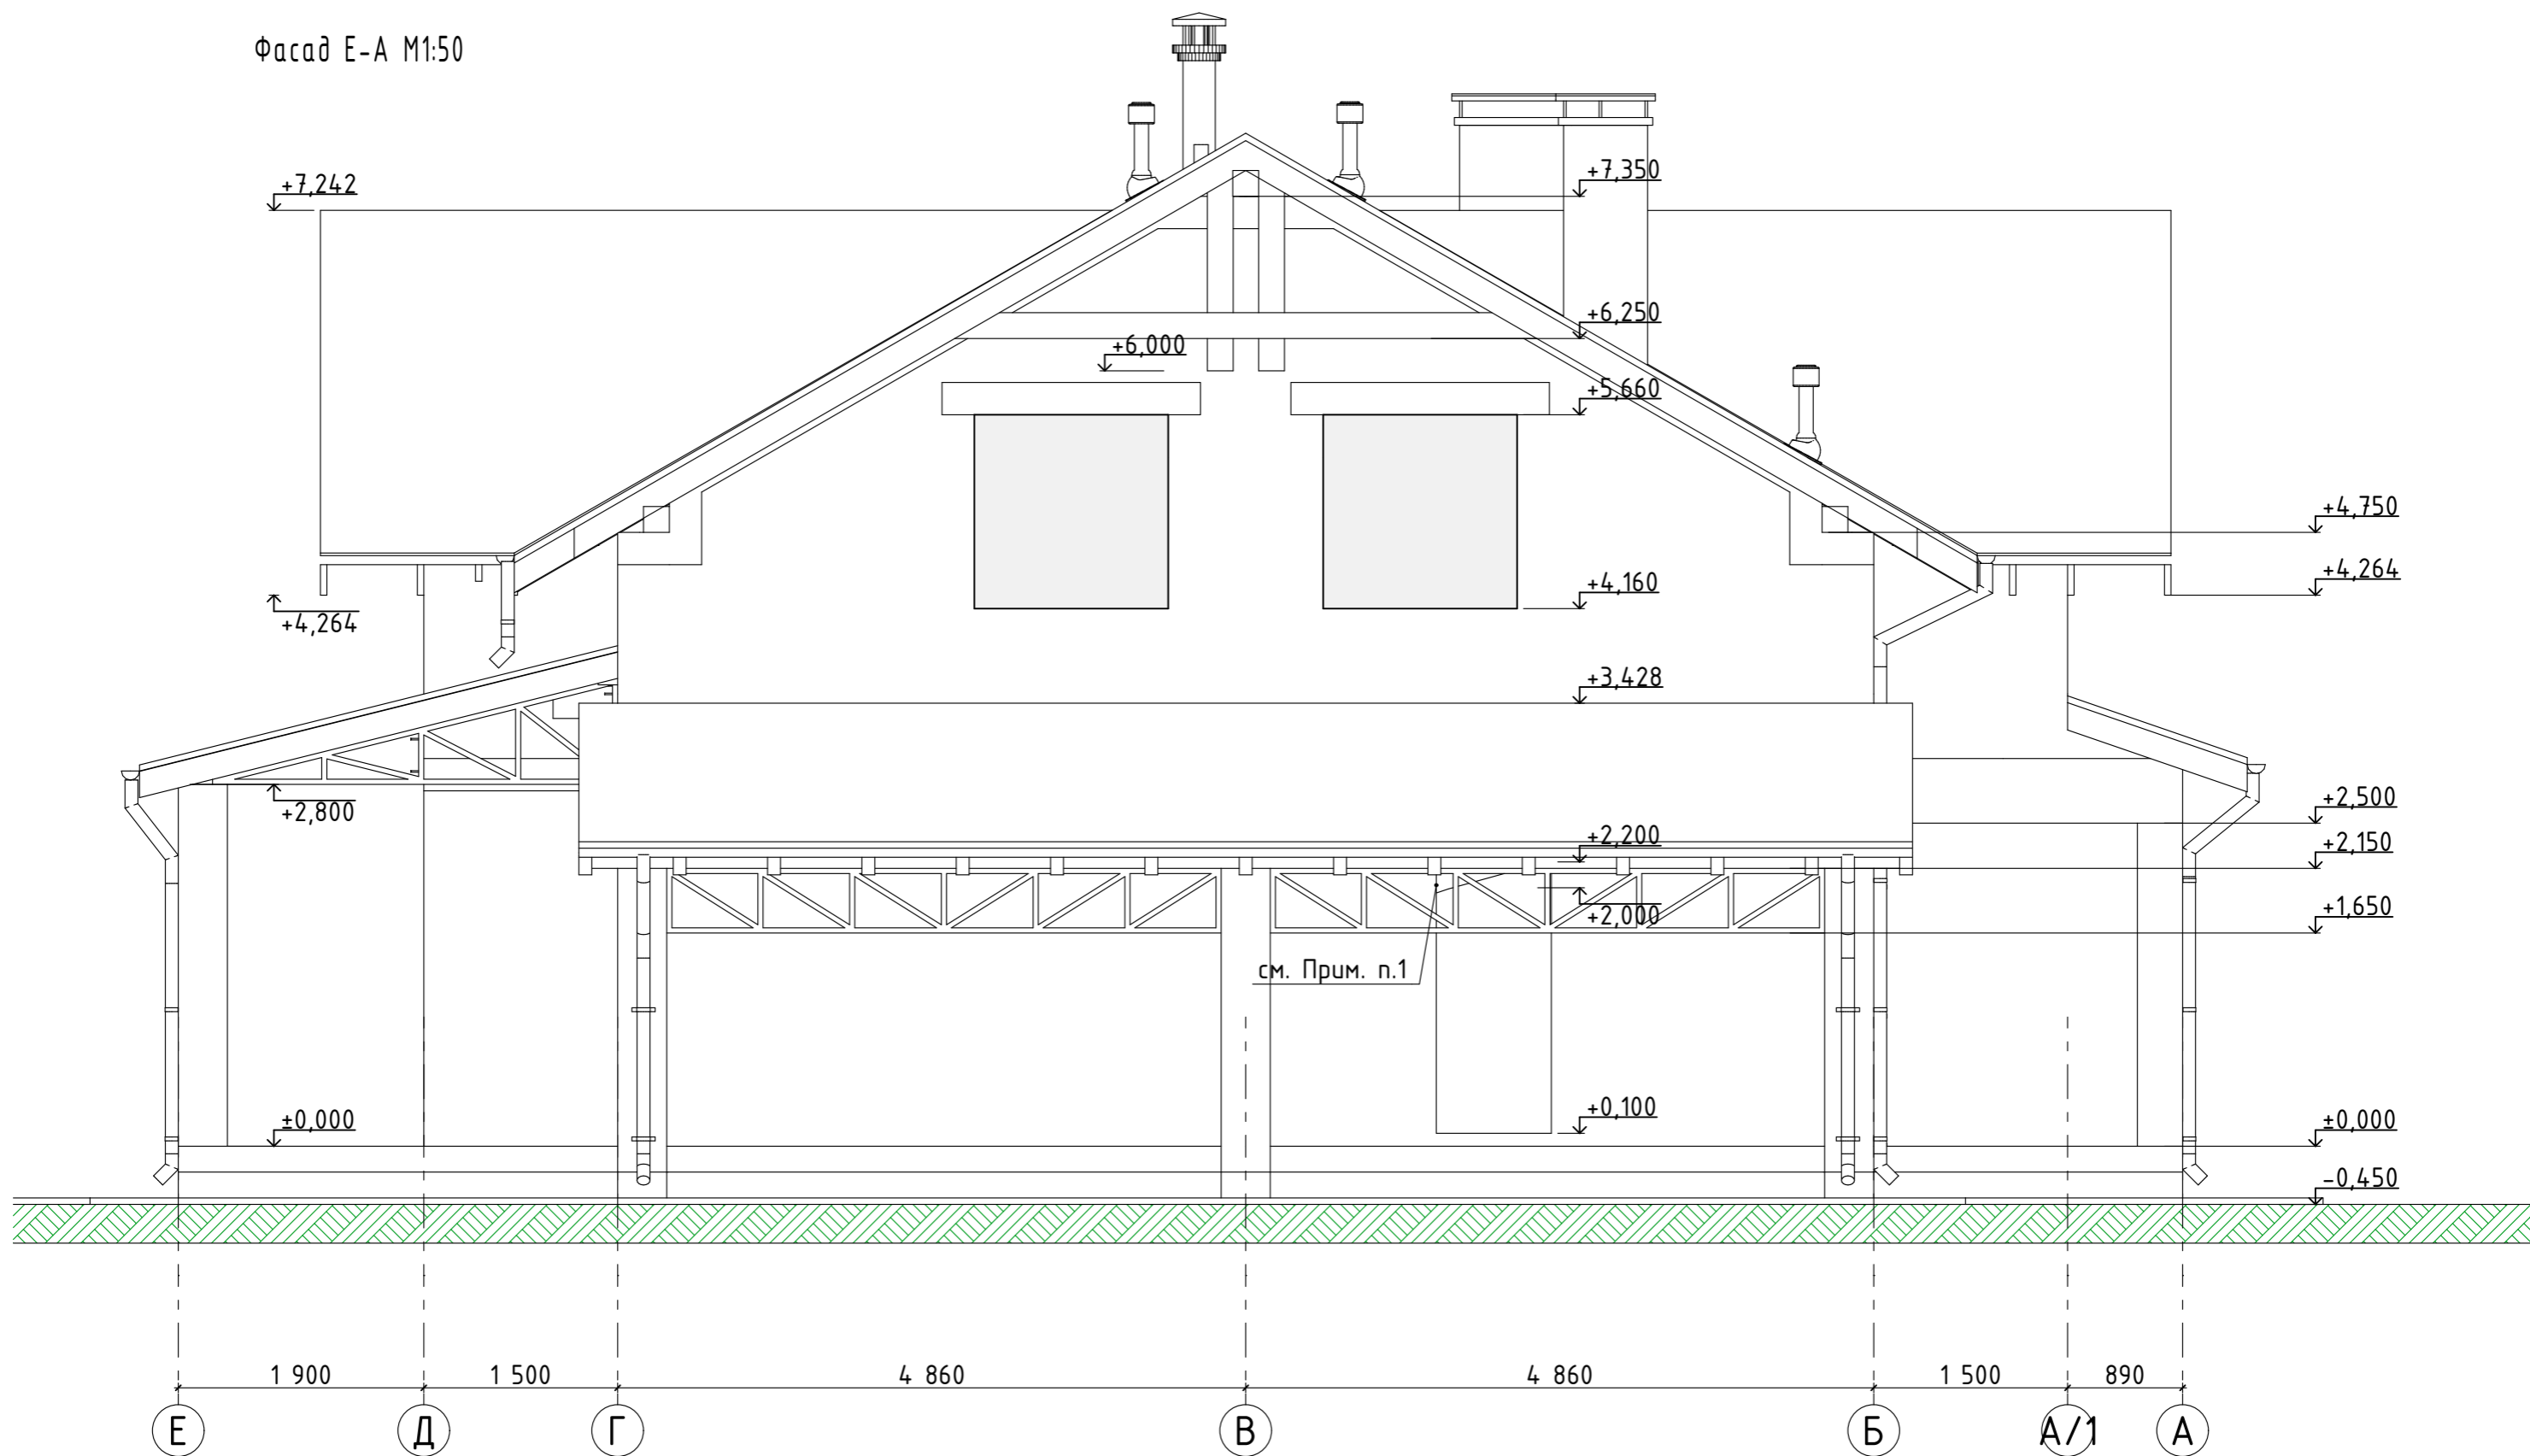 Фасад Е-А М1:50
+7,242
+7,350
+6,250
+6,000
+5,660
+4,750
+4,160
+4,264
+4,264
+3,428
+2,800
+2,500
+2,200
+2,150
+2,000
+1,650
см. Прим. п.1
+0,100
±0,000
±0,000
-0,450
1 900
1 500
4 860
4 860
1 500
890
Е
Д
Г
В
Б
А/1
А